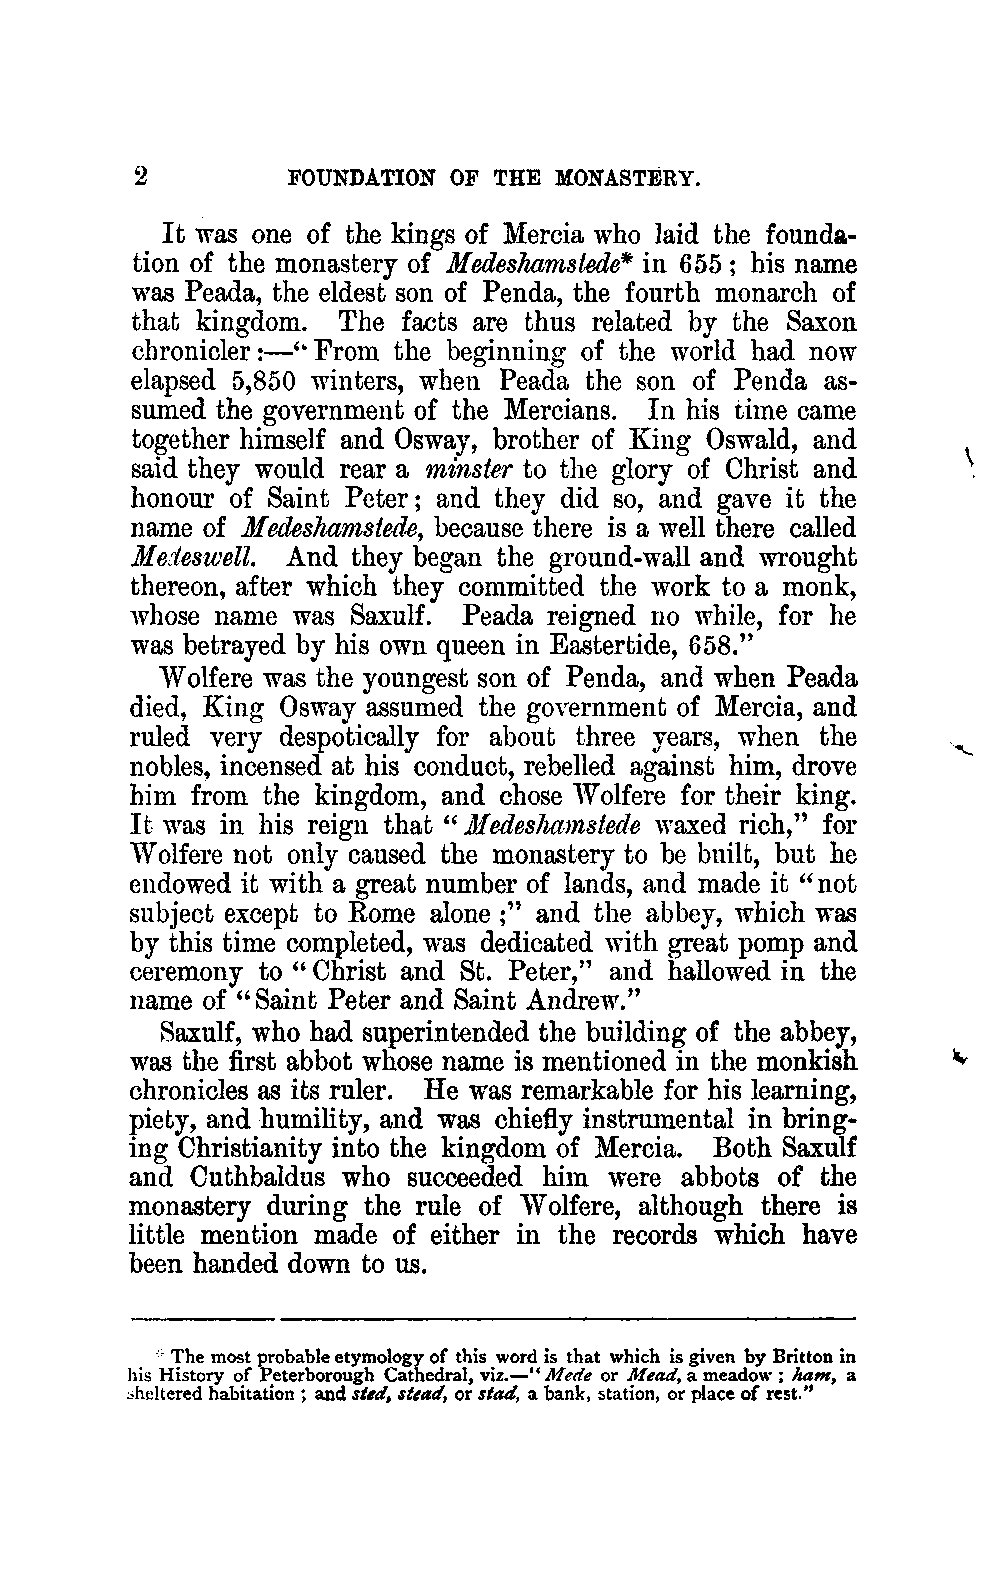 2 FOUNDATION OF THE MONASTERY.
It was one of the kings of Mercia who laid the founda-
tion of the monastery of Medeshamstede* in 655 ; his name
was Peada, the eldest son of Penda, the fourth monarch of
that kingdom. The facts are thus related by the Saxon
chronicler :—“ From the beginning of the world had now
elapsed 5,850 winters, when Peada the son of Penda as-
sumed the government of the Mercians. In his time came
together himself and Osway, brother of King Oswald, and
said they would rear a minster to the glory of Christ and
honour of Saint Peter ; and they did so, and gave it the
name of Medeshamstede, because there is a well there called
Medeswell. And they began the ground-wall and wrought
thereon, after which they committed the work to a monk,
whose name was Saxulf. Peada reigned no while, for he
was betrayed by his own queen in Eastertide, 658.”
Wolfere was the youngest son of Penda, and when Peada
died, King Osway assumed the government of Mercia, and
ruled very despotically for about three years, when the
nobles, incensed at his conduct, rebelled against him, drove
him from the kingdom, and chose Wolfere for their king.
It was in his reign that “ Medeshamstede waxed rich,” for
Wolfere not only caused the monastery to be built, but he
endowed it with a great number of lands, and made it “not
subject except to Rome alone ;” and the abbey, which was
by this time completed, was dedicated with great pomp and
ceremony to “ Christ and St. Peter,” and hallowed in the
name of “Saint Peter and Saint Andrew.”
Saxulf, who had superintended the building of the abbey,
was the first abbot whose name is mentioned in the monkish
chronicles as its ruler. He was remarkable for his learning,
piety, and humility, and was chiefly instrumental in bring-
ing Christianity into the kingdom of Mercia. Both Saxulf
and Cuthbaldus who succeeded him were abbots of the
monastery during the rule of Wolfere, although there is
little mention made of either in the records which have
been handed down to us.
* The most probable etymology of this word is that which is given by Britton in
his History of Peterborough Cathedral, viz.—“ Mede or Mead, a meadow ; ham, a
sheltered habitation ; and sted, stead, or stad, a bank, station, or place of rest.”